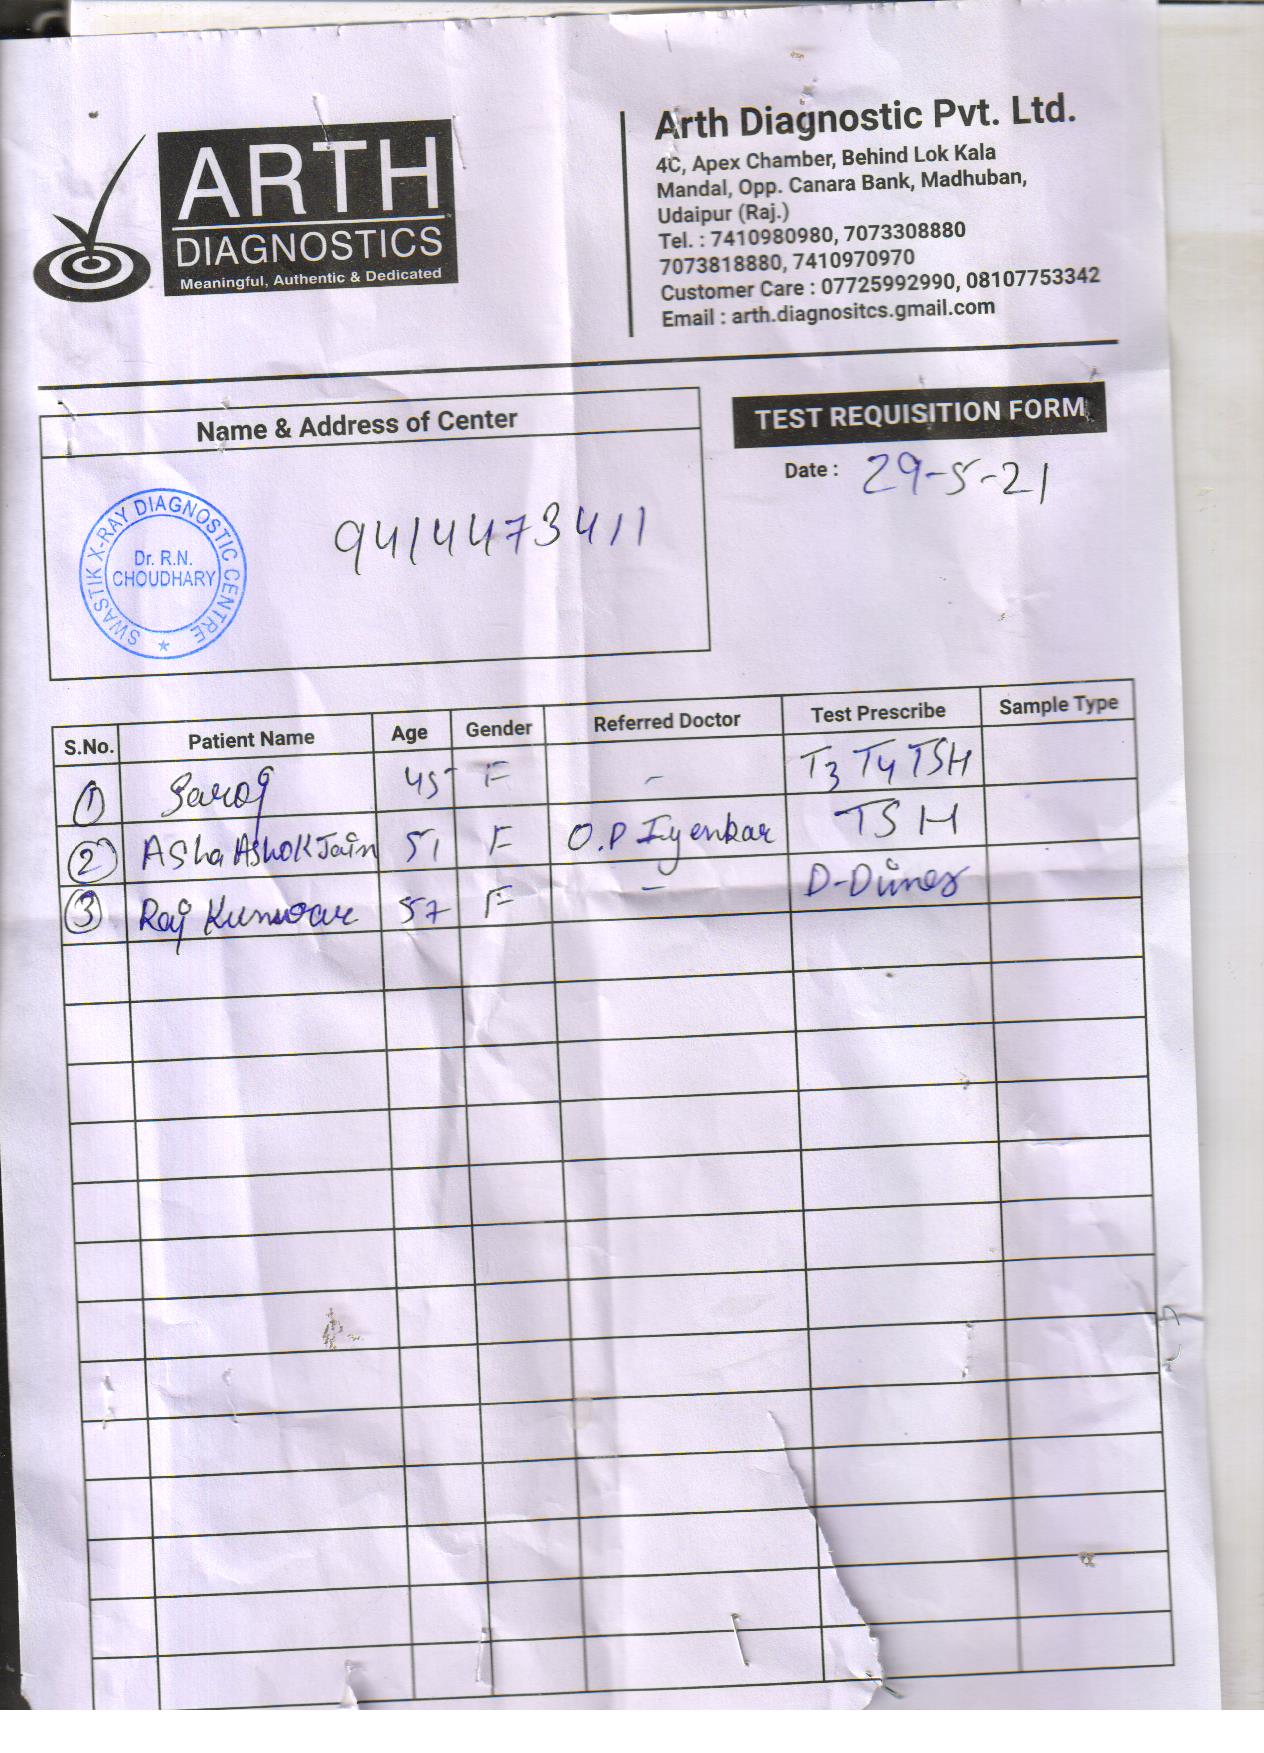 ARTH
DIAGNOSTICS
Meaningful, Authentic & Dedicated
Arth Diagnostic Pvt. Ltd.
4C, Apex Chamber, Behind Lok Kala
Mandal, Opp. Canara Bank, Madhuban,
Udaipur (Raj.)
Tel. : 7410980980, 7073308880
7073818880, 7410970970
Customer Care : 07725992990, 08107753342
Email : arth.diagnositcs.gmail.com
Name & Address of Center
TEST REQUISITION FORM
Date : 29-5-21
SWASTIK X-RAY DIAGNOSTIC CENTRE
Dr. R.N.
CHOUDHARY
9414473411
S.No. Patient Name Age Gender Referred Doctor Test Prescribe Sample Type
1 Saroj 45 F - T3 T4 TSH
2 Asha Ashok Jain 51 F O.P Iyenkar TSH
3 Raj Kunwar 57 F - D-Dimer